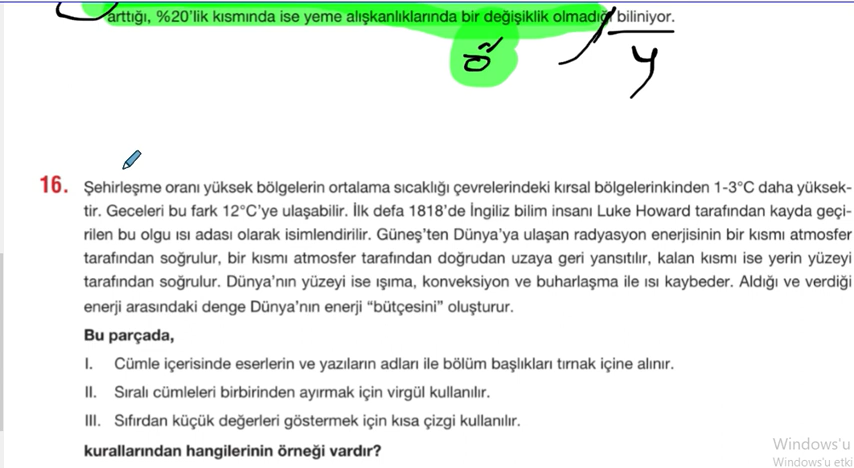 arttığı, %20'lik kısmında ise yeme alışkanlıklarında bir değişiklik olmadığı biliniyor.
ö y
16. Şehirleşme oranı yüksek bölgelerin ortalama sıcaklığı çevrelerindeki kırsal bölgelerinkinden 1-3°C daha yüksek-
tir. Geceleri bu fark 12°C'ye ulaşabilir. İlk defa 1818'de İngiliz bilim insanı Luke Howard tarafından kayda geçi-
rilen bu olgu ısı adası olarak isimlendirilir. Güneş'ten Dünya'ya ulaşan radyasyon enerjisinin bir kısmı atmosfer
tarafından soğrulur, bir kısmı atmosfer tarafından doğrudan uzaya geri yansıtılır, kalan kısmı ise yerin yüzeyi
tarafından soğrulur. Dünya'nın yüzeyi ise ışıma, konveksiyon ve buharlaşma ile ısı kaybeder. Aldığı ve verdiği
enerji arasındaki denge Dünya'nın enerji “bütçesini” oluşturur.
Bu parçada,
I. Cümle içerisinde eserlerin ve yazıların adları ile bölüm başlıkları tırnak içine alınır.
II. Sıralı cümleleri birbirinden ayırmak için virgül kullanılır.
III. Sıfırdan küçük değerleri göstermek için kısa çizgi kullanılır.
kurallarından hangilerinin örneği vardır?
Windows'u
Windows'u etki